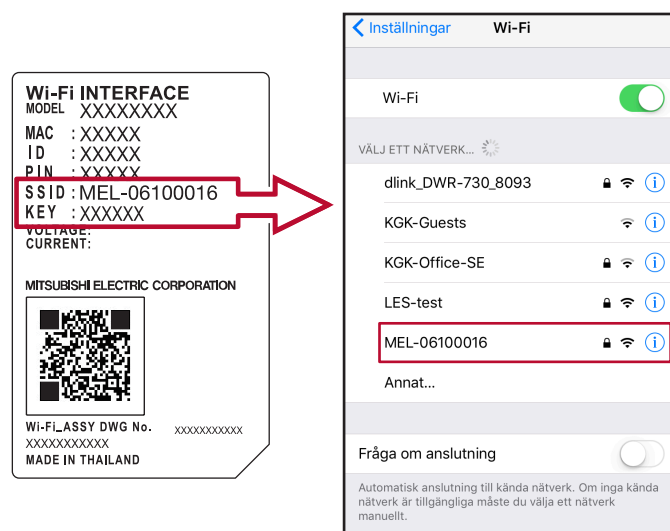 Wi-Fi INTERFACE
MODEL XXXXXXXX
MAC : XXXXX
ID : XXXXX
PIN : XXXXX
SSID : MEL-06100016
KEY : XXXXXX
VOLTAGE:
CURRENT:
MITSUBISHI ELECTRIC CORPORATION
Wi-Fi_ASSY DWG No. XXXXXXXXXXX
XXXXXXXXXXX
MADE IN THAILAND
Inställningar Wi-Fi
Wi-Fi
VÄLJ ETT NÄTVERK...
dlink_DWR-730_8093
KGK-Guests
KGK-Office-SE
LES-test
MEL-06100016
Annat...
Fråga om anslutning
Automatisk anslutning till kända nätverk. Om inga kända
nätverk är tillgängliga måste du välja ett nätverk
manuellt.